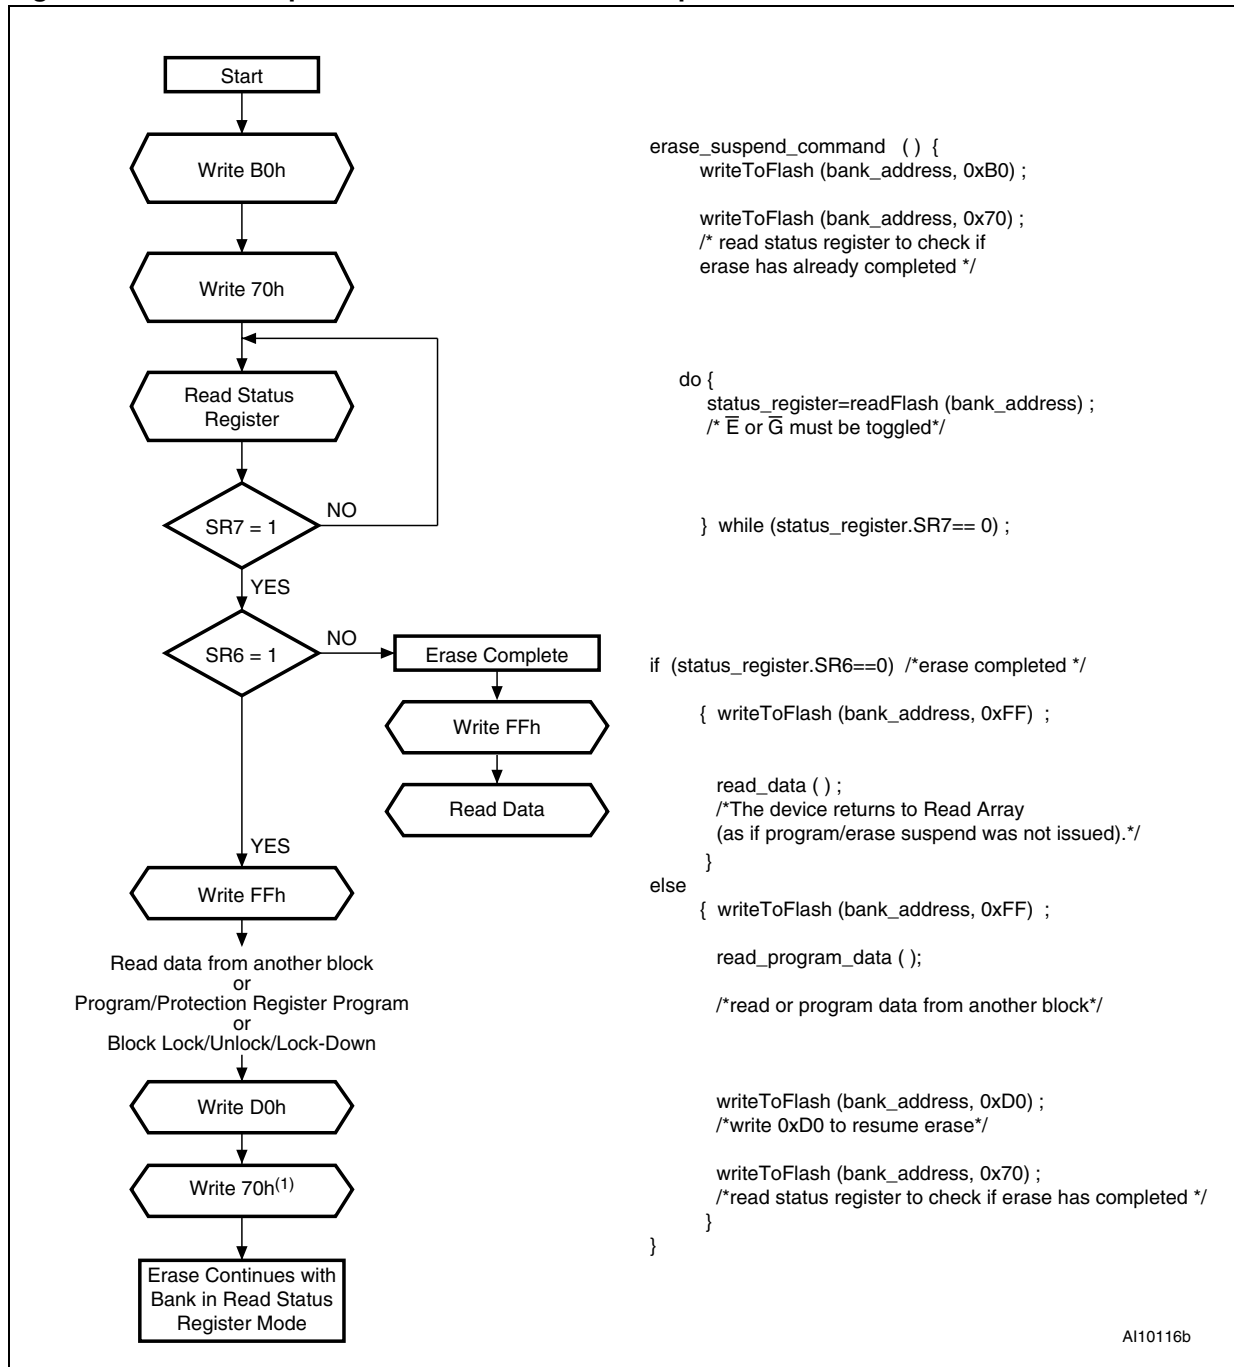 Start
Write B0h
Write 70h
Read Status
Register
SR7 = 1
NO
YES
SR6 = 1
NO
Erase Complete
Write FFh
Read Data
YES
Write FFh
Read data from another block
or
Program/Protection Register Program
or
Block Lock/Unlock/Lock-Down
Write D0h
Write 70h(1)
Erase Continues with
Bank in Read Status
Register Mode
erase_suspend_command ( ) {
writeToFlash (bank_address, 0xB0) ;
writeToFlash (bank_address, 0x70) ;
/* read status register to check if
erase has already completed */
do {
status_register=readFlash (bank_address) ;
/* E̅ or G̅ must be toggled*/
} while (status_register.SR7== 0) ;
if (status_register.SR6==0) /*erase completed */
{ writeToFlash (bank_address, 0xFF) ;
read_data ( ) ;
/*The device returns to Read Array
(as if program/erase suspend was not issued).*/
}
else
{ writeToFlash (bank_address, 0xFF) ;
read_program_data ( );
/*read or program data from another block*/
writeToFlash (bank_address, 0xD0) ;
/*write 0xD0 to resume erase*/
writeToFlash (bank_address, 0x70) ;
/*read status register to check if erase has completed */
}
}
AI10116b